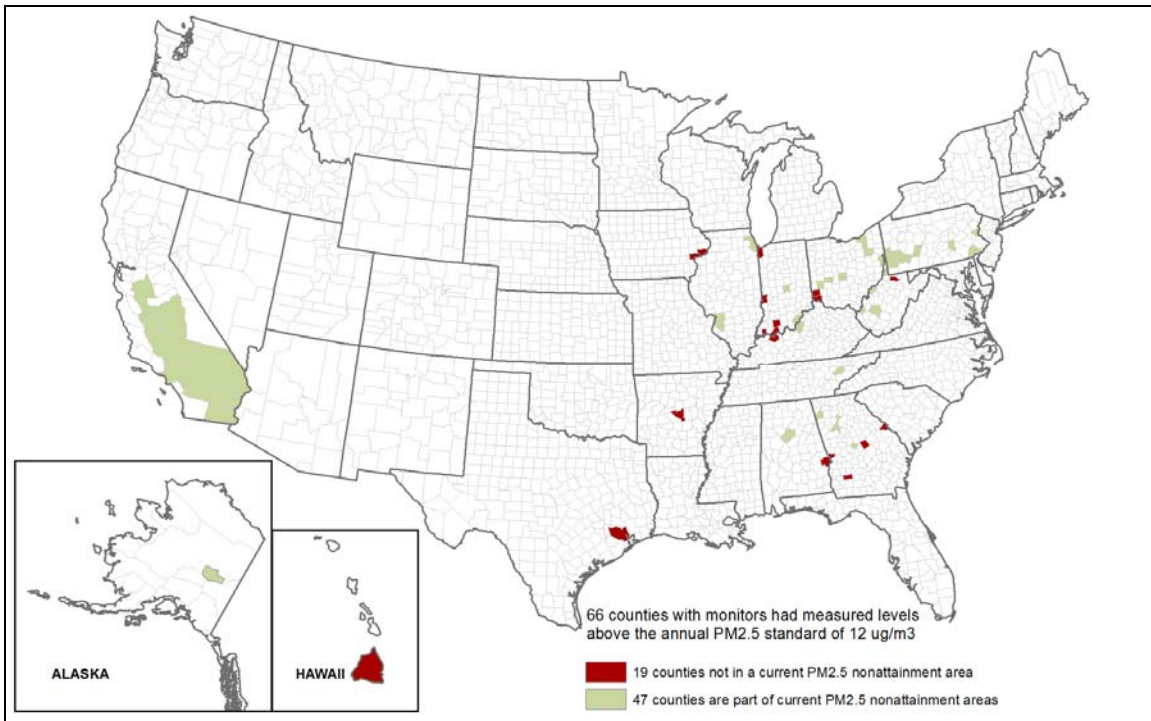 66 counties with monitors had measured levels
above the annual PM2.5 standard of 12 ug/m3
ALASKA
HAWAII
19 counties not in a current PM2.5 nonattainment area
47 counties are part of current PM2.5 nonattainment areas